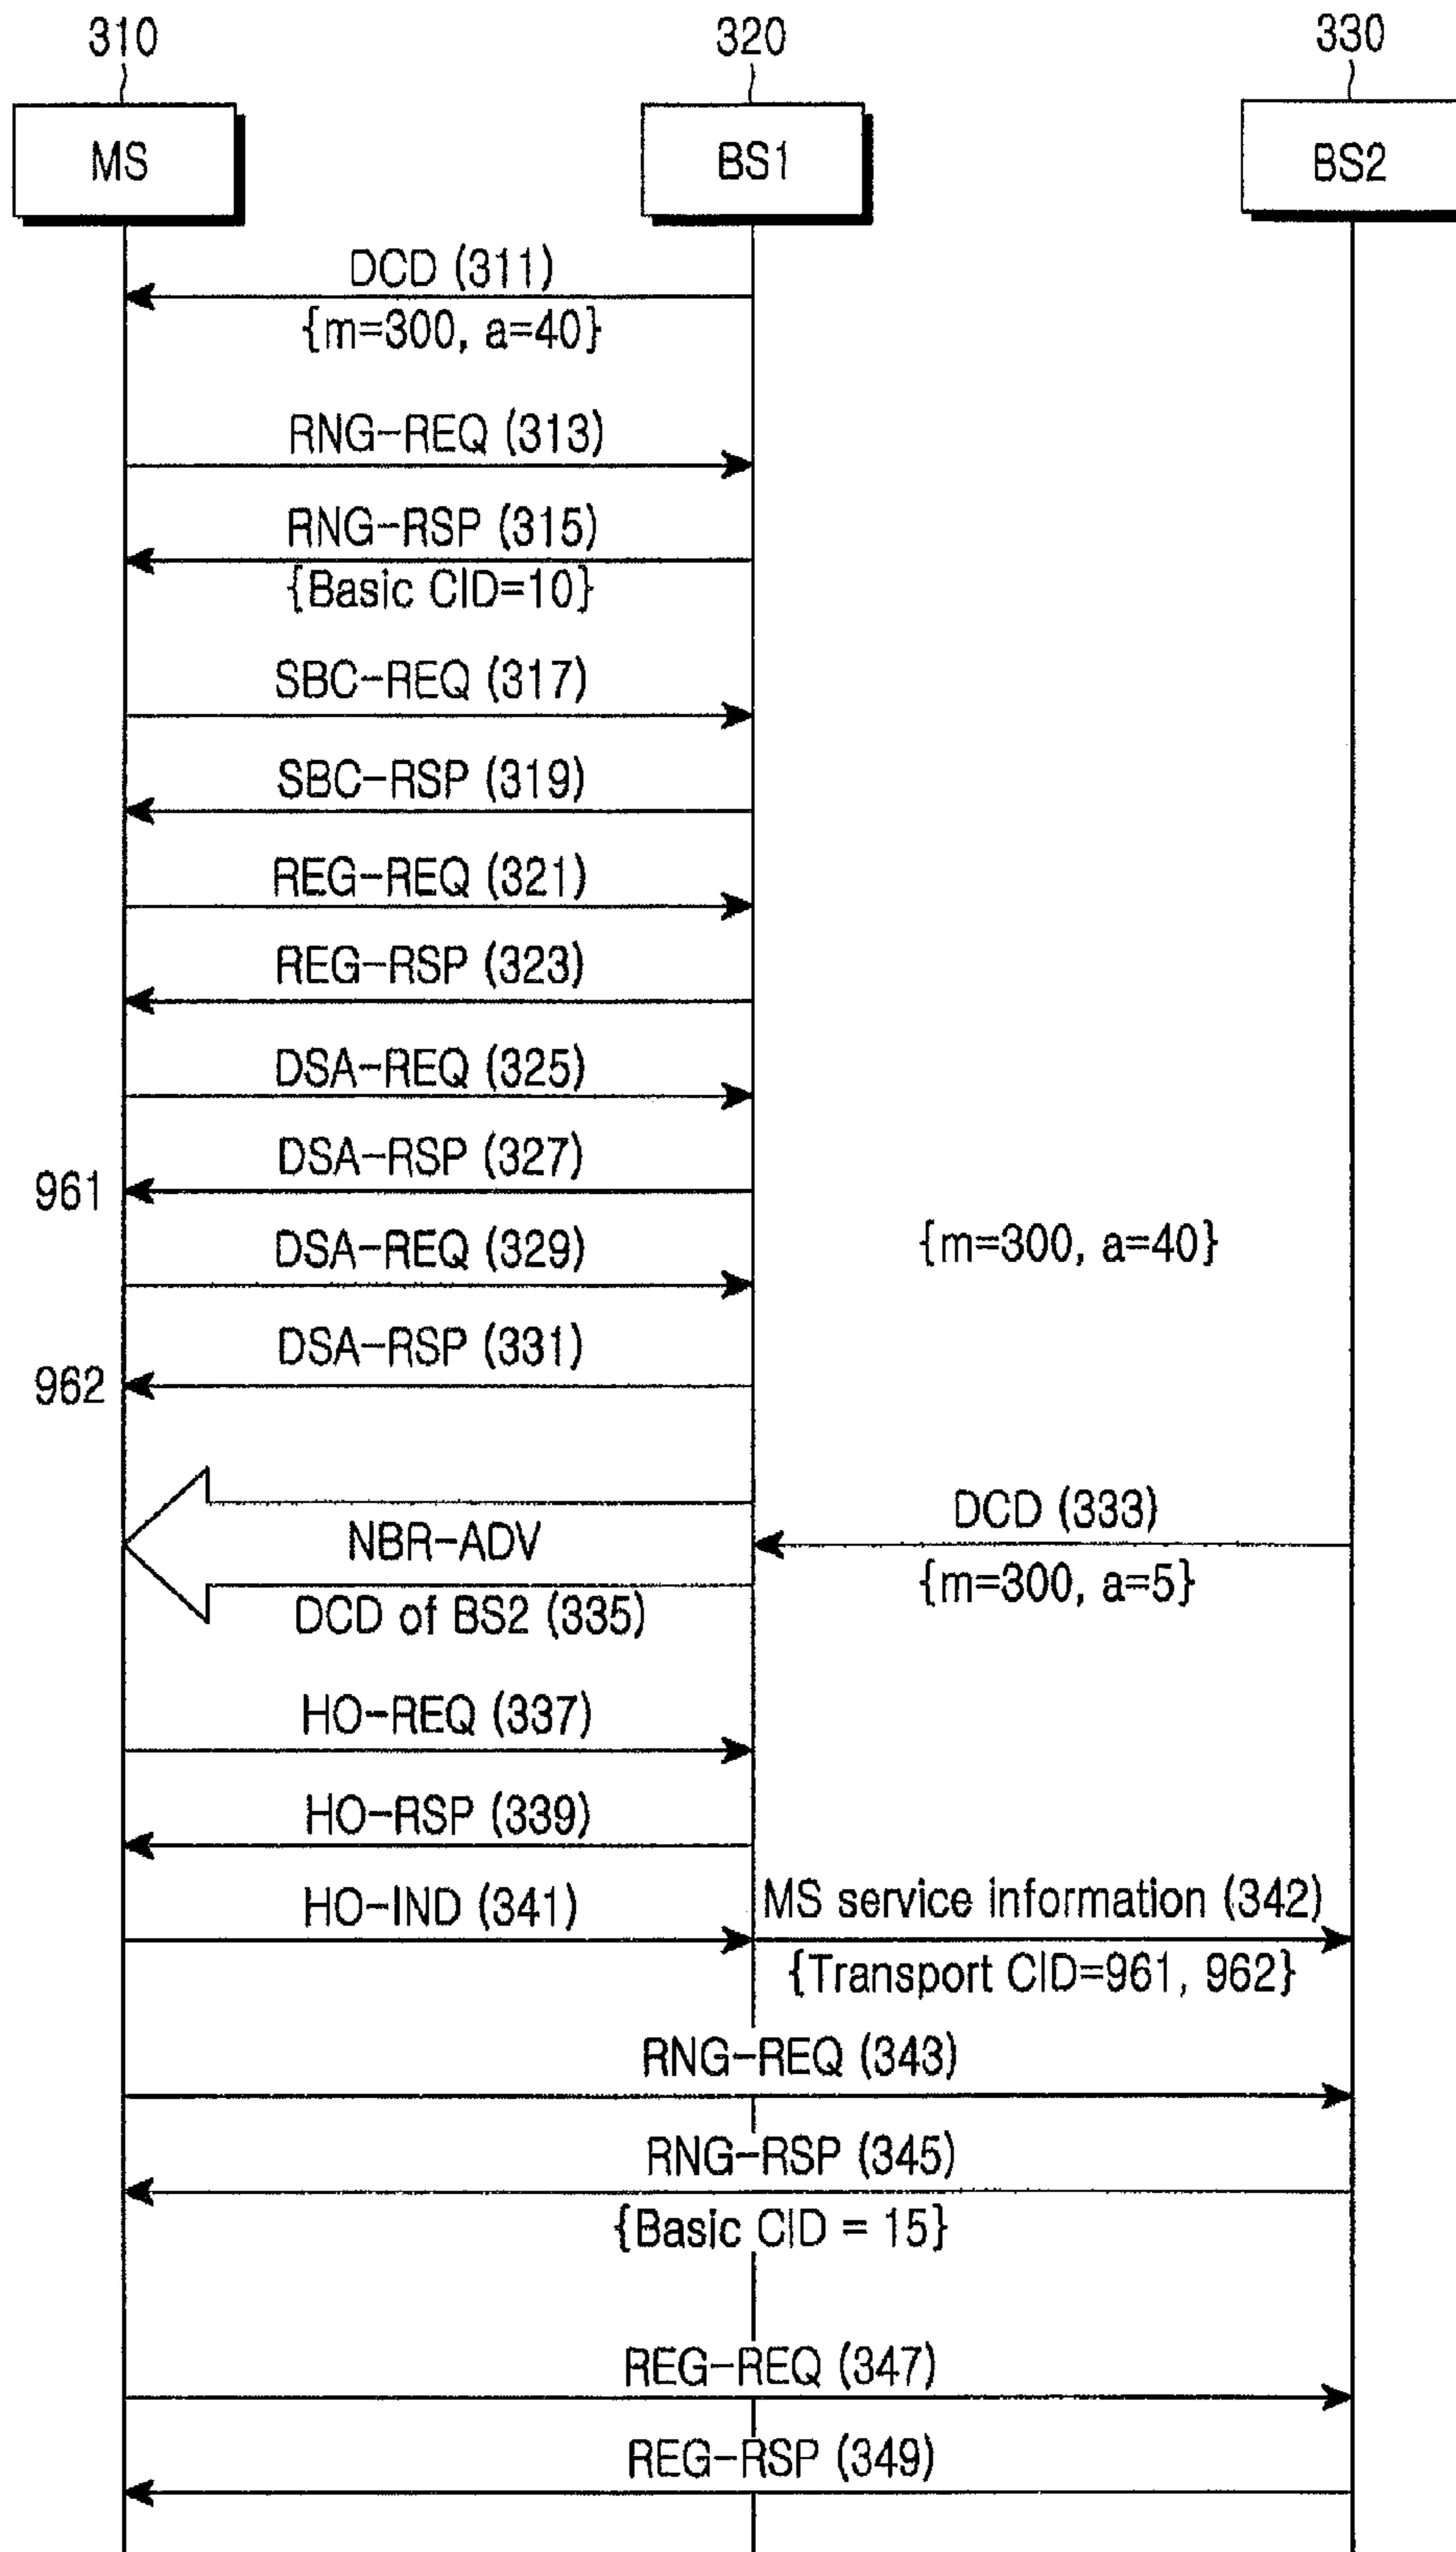 310
320
330
MS
BS1
BS2
DCD (311)
{m=300, a=40}
RNG-REQ (313)
RNG-RSP (315)
{Basic CID=10}
SBC-REQ (317)
SBC-RSP (319)
REG-REQ (321)
REG-RSP (323)
DSA-REQ (325)
DSA-RSP (327)
961
DSA-REQ (329)
{m=300, a=40}
DSA-RSP (331)
962
NBR-ADV
DCD of BS2 (335)
DCD (333)
{m=300, a=5}
HO-REQ (337)
HO-RSP (339)
HO-IND (341)
MS service information (342)
{Transport CID=961, 962}
RNG-REQ (343)
RNG-RSP (345)
{Basic CID = 15}
REG-REQ (347)
REG-RSP (349)